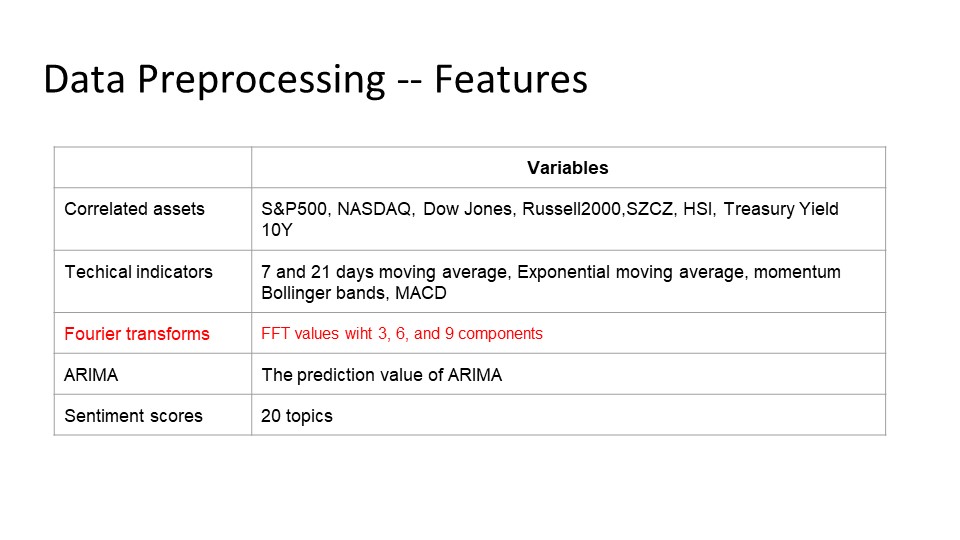 Data Preprocessing -- Features
Variables
Correlated assets
S&P500, NASDAQ, Dow Jones, Russell2000,SZCZ, HSI, Treasury Yield
10Y
Techical indicators
7 and 21 days moving average, Exponential moving average, momentum
Bollinger bands, MACD
Fourier transforms
FFT values wiht 3, 6, and 9 components
ARIMA
The prediction value of ARIMA
Sentiment scores
20 topics